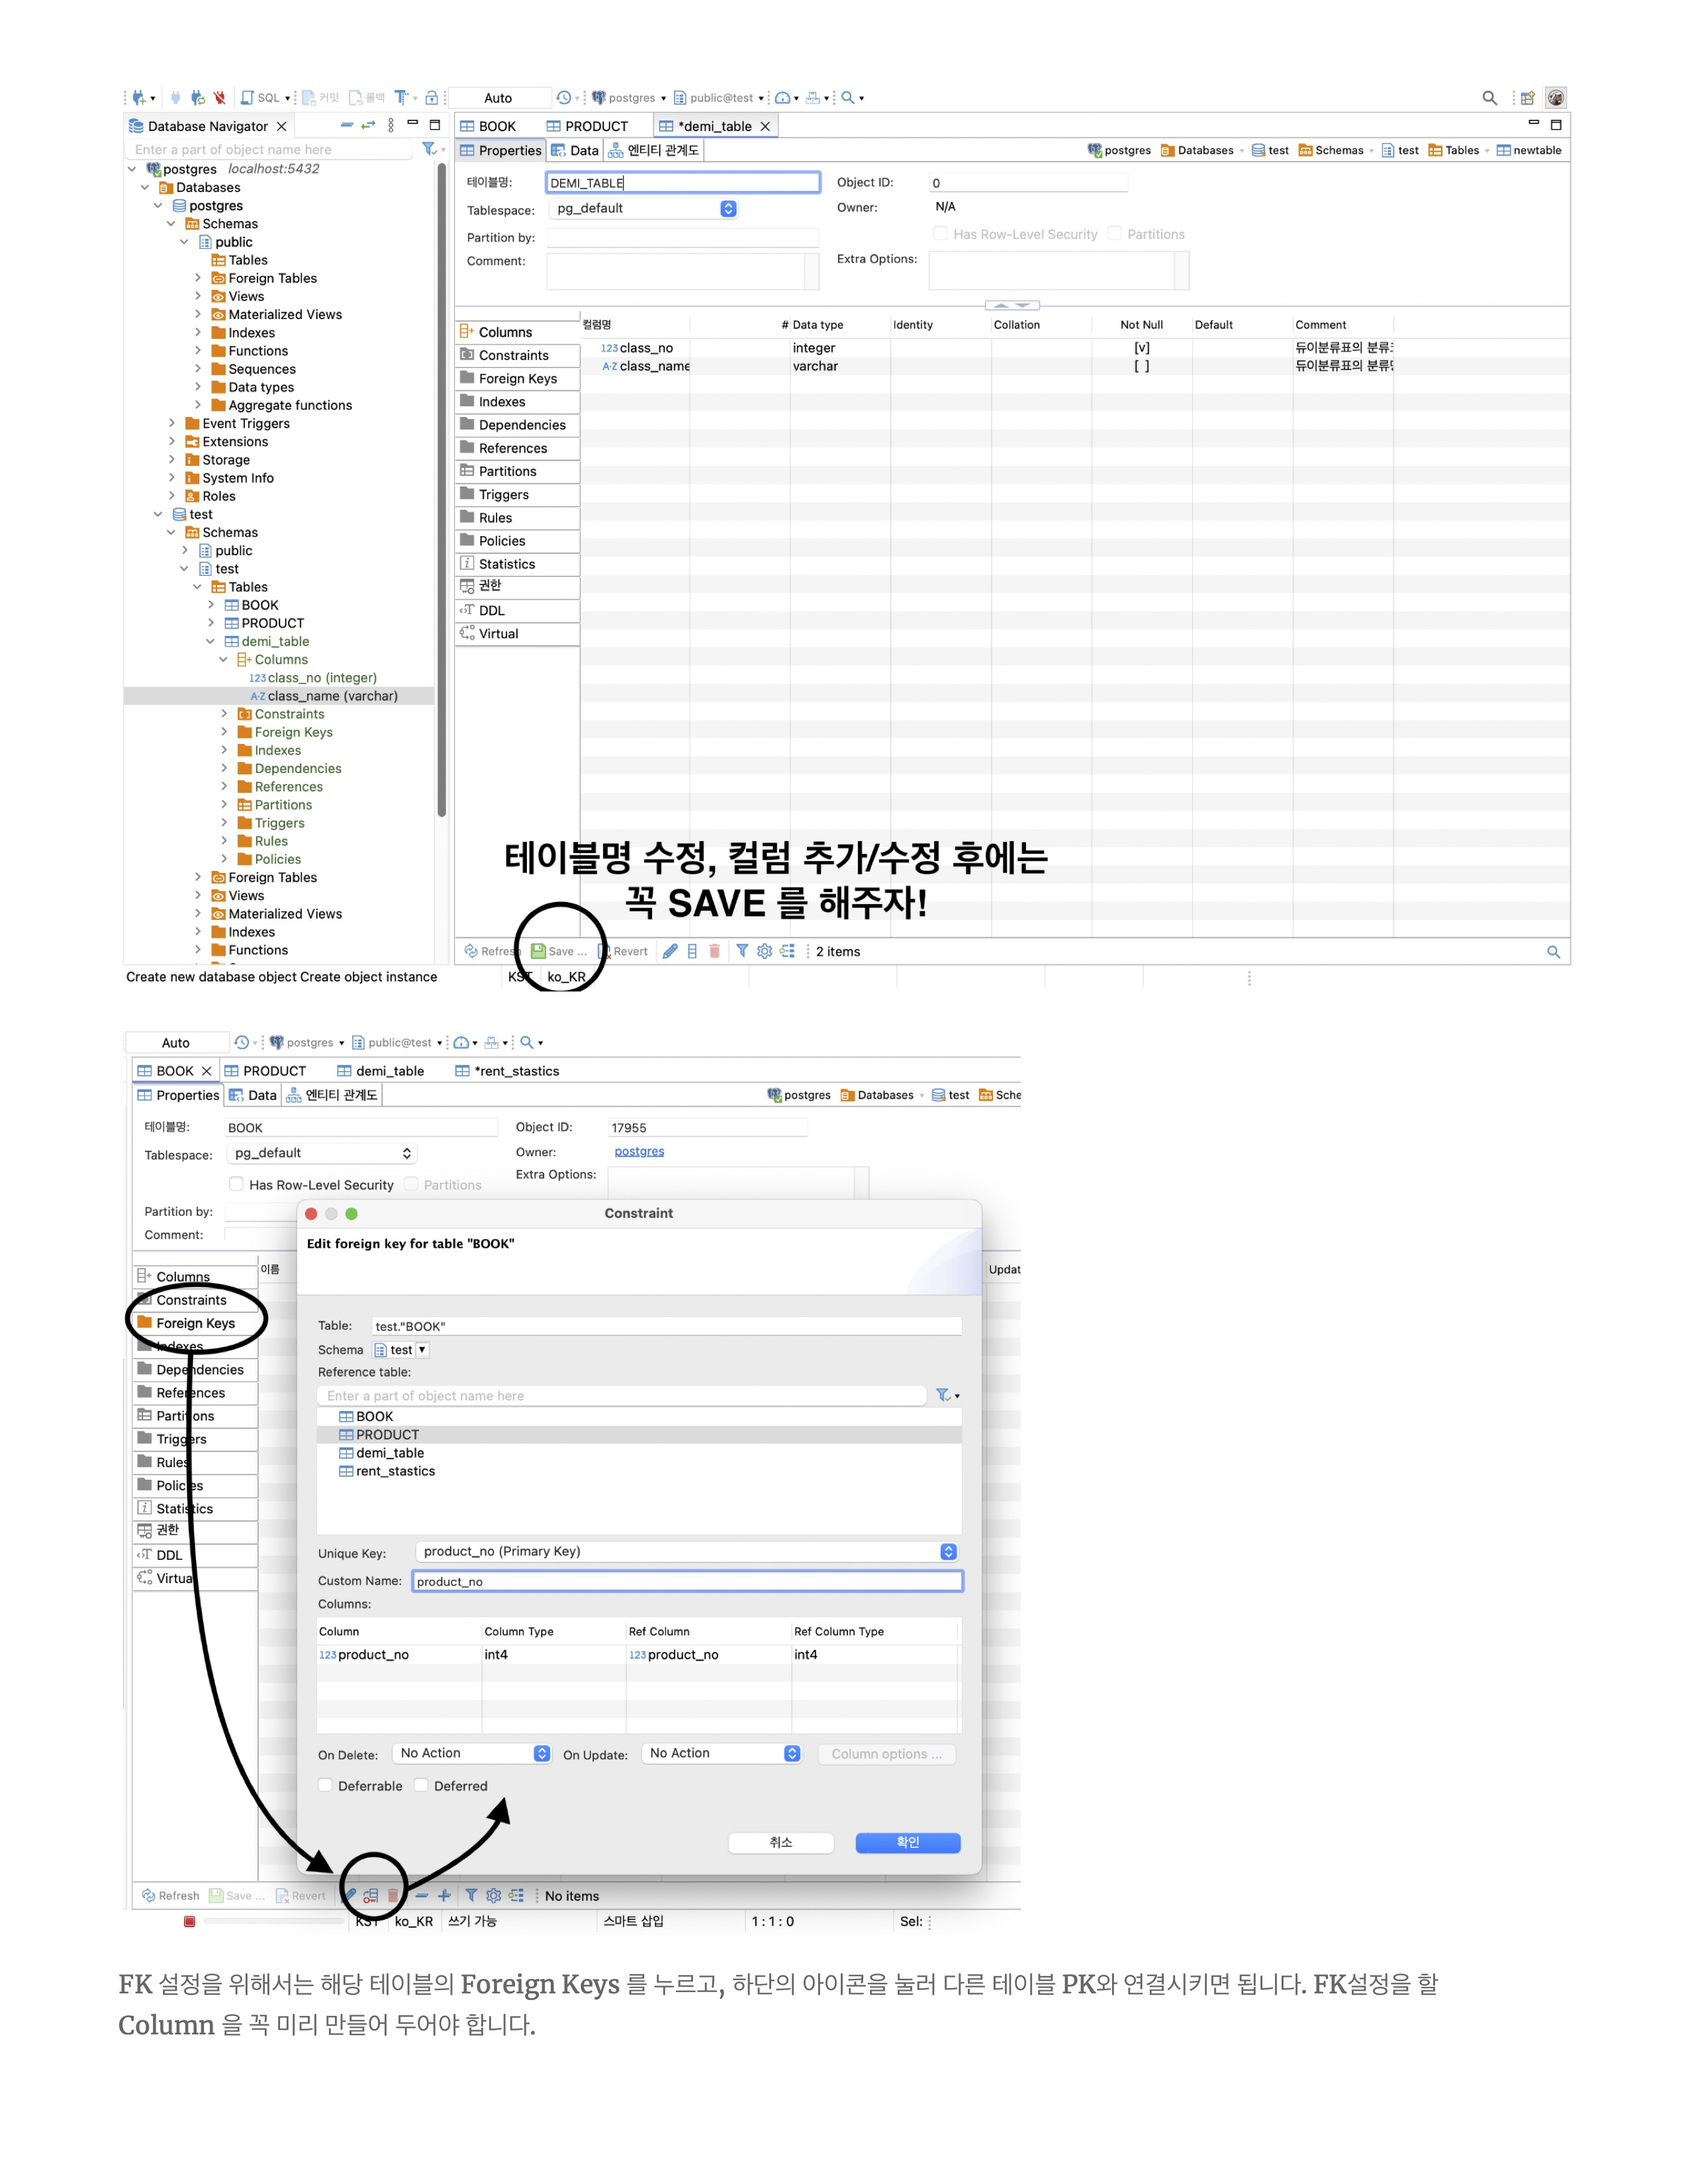 SQL 커밋 롤백 Auto postgres public@test
Database Navigator
BOOK PRODUCT *demi_table
Enter a part of object name here
Properties Data 엔티티 관계도 postgres Databases test Schemas test Tables newtable
postgres localhost:5432
Databases
postgres
Schemas
public
Tables
Foreign Tables
Views
Materialized Views
Indexes
Functions
Sequences
Data types
Aggregate functions
Event Triggers
Extensions
Storage
System Info
Roles
test
Schemas
public
test
Tables
BOOK
PRODUCT
demi_table
Columns
123 class_no (integer)
A-Z class_name (varchar)
Constraints
Foreign Keys
Indexes
Dependencies
References
Partitions
Triggers
Rules
Policies
Foreign Tables
Views
Materialized Views
Indexes
Functions
테이블명: DEMI_TABLE Object ID: 0
Tablespace: pg_default Owner: N/A
Partition by: Has Row-Level Security Partitions
Comment: Extra Options:
Columns
Constraints
Foreign Keys
Indexes
Dependencies
References
Partitions
Triggers
Rules
Policies
Statistics
권한
DDL
Virtual
컬럼명 # Data type Identity Collation Not Null Default Comment
123 class_no integer [v] 듀이분류표의 분류
A-Z class_name varchar [ ] 듀이분류표의 분류
테이블명 수정, 컬럼 추가/수정 후에는
꼭 SAVE 를 해주자!
Refresh Save ... Revert 2 items
Create new database object Create object instance KST ko_KR
Auto postgres public@test
BOOK PRODUCT demi_table *rent_stastics
Properties Data 엔티티 관계도 postgres Databases test Sche
테이블명: BOOK Object ID: 17955
Tablespace: pg_default Owner: postgres
Has Row-Level Security Partitions Extra Options:
Partition by:
Comment:
Columns
Constraints
Foreign Keys
Indexes
Dependencies
References
Partitions
Triggers
Rules
Policies
Statistics
권한
DDL
Virtual
이름 Updat
Constraint
Edit foreign key for table "BOOK"
Table: test."BOOK"
Schema test
Reference table:
Enter a part of object name here
BOOK
PRODUCT
demi_table
rent_stastics
Unique Key: product_no (Primary Key)
Custom Name: product_no
Columns:
Column Column Type Ref Column Ref Column Type
123 product_no int4 123 product_no int4
On Delete: No Action On Update: No Action Column options ...
Deferrable Deferred
취소 확인
Refresh Save ... Revert No items
KST ko_KR 쓰기 가능 스마트 삽입 1 : 1 : 0 Sel:
FK 설정을 위해서는 해당 테이블의 Foreign Keys 를 누르고, 하단의 아이콘을 눌러 다른 테이블 PK와 연결시키면 됩니다. FK설정을 할
Column 을 꼭 미리 만들어 두어야 합니다.